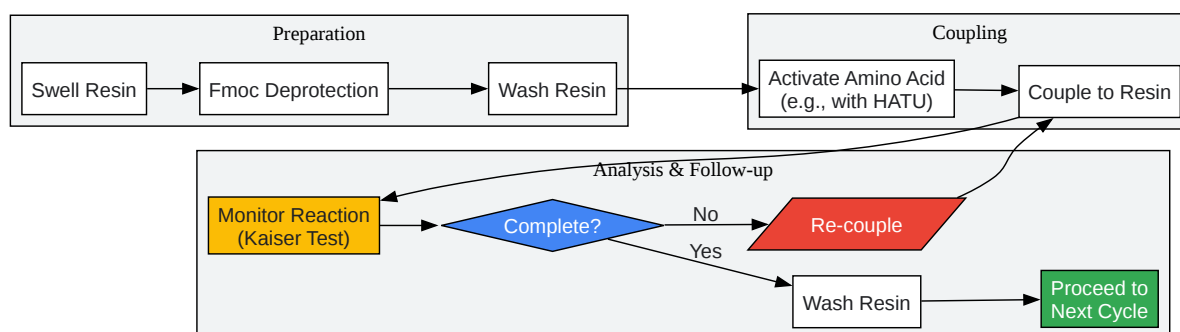 Preparation
Swell Resin
Fmoc Deprotection
Wash Resin
Coupling
Activate Amino Acid
(e.g., with HATU)
Couple to Resin
Analysis & Follow-up
Monitor Reaction
(Kaiser Test)
Complete?
No
Re-couple
Yes
Wash Resin
Proceed to
Next Cycle